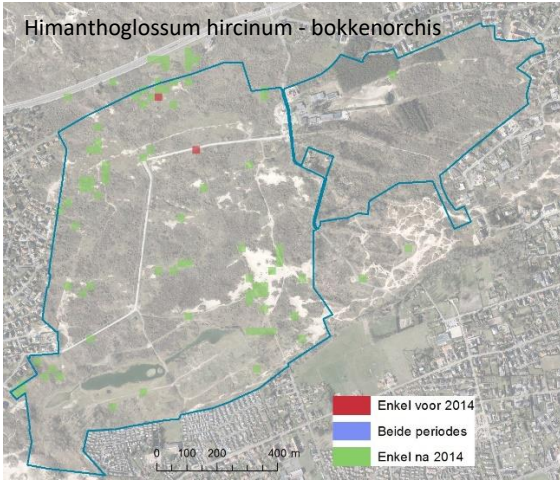 Himanthoglossum hircinum - bokkenorchis
Enkel voor 2014
Beide periodes
Enkel na 2014
0 100 200 400 m